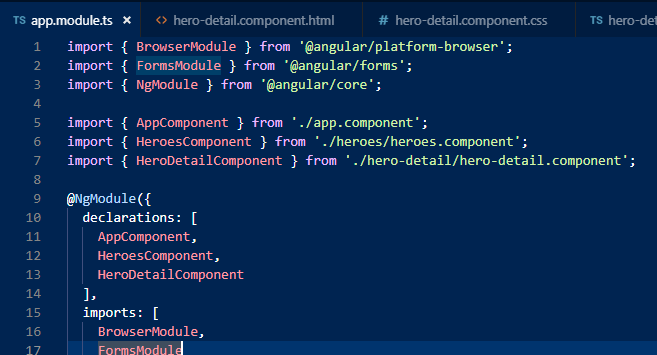 TS app.module.ts × <> hero-detail.component.html # hero-detail.component.css TS hero-det
1 import { BrowserModule } from '@angular/platform-browser';
2 import { FormsModule } from '@angular/forms';
3 import { NgModule } from '@angular/core';
4
5 import { AppComponent } from './app.component';
6 import { HeroesComponent } from './heroes/heroes.component';
7 import { HeroDetailComponent } from './hero-detail/hero-detail.component';
8
9 @NgModule({
10 declarations: [
11 AppComponent,
12 HeroesComponent,
13 HeroDetailComponent
14 ],
15 imports: [
16 BrowserModule,
17 FormsModule